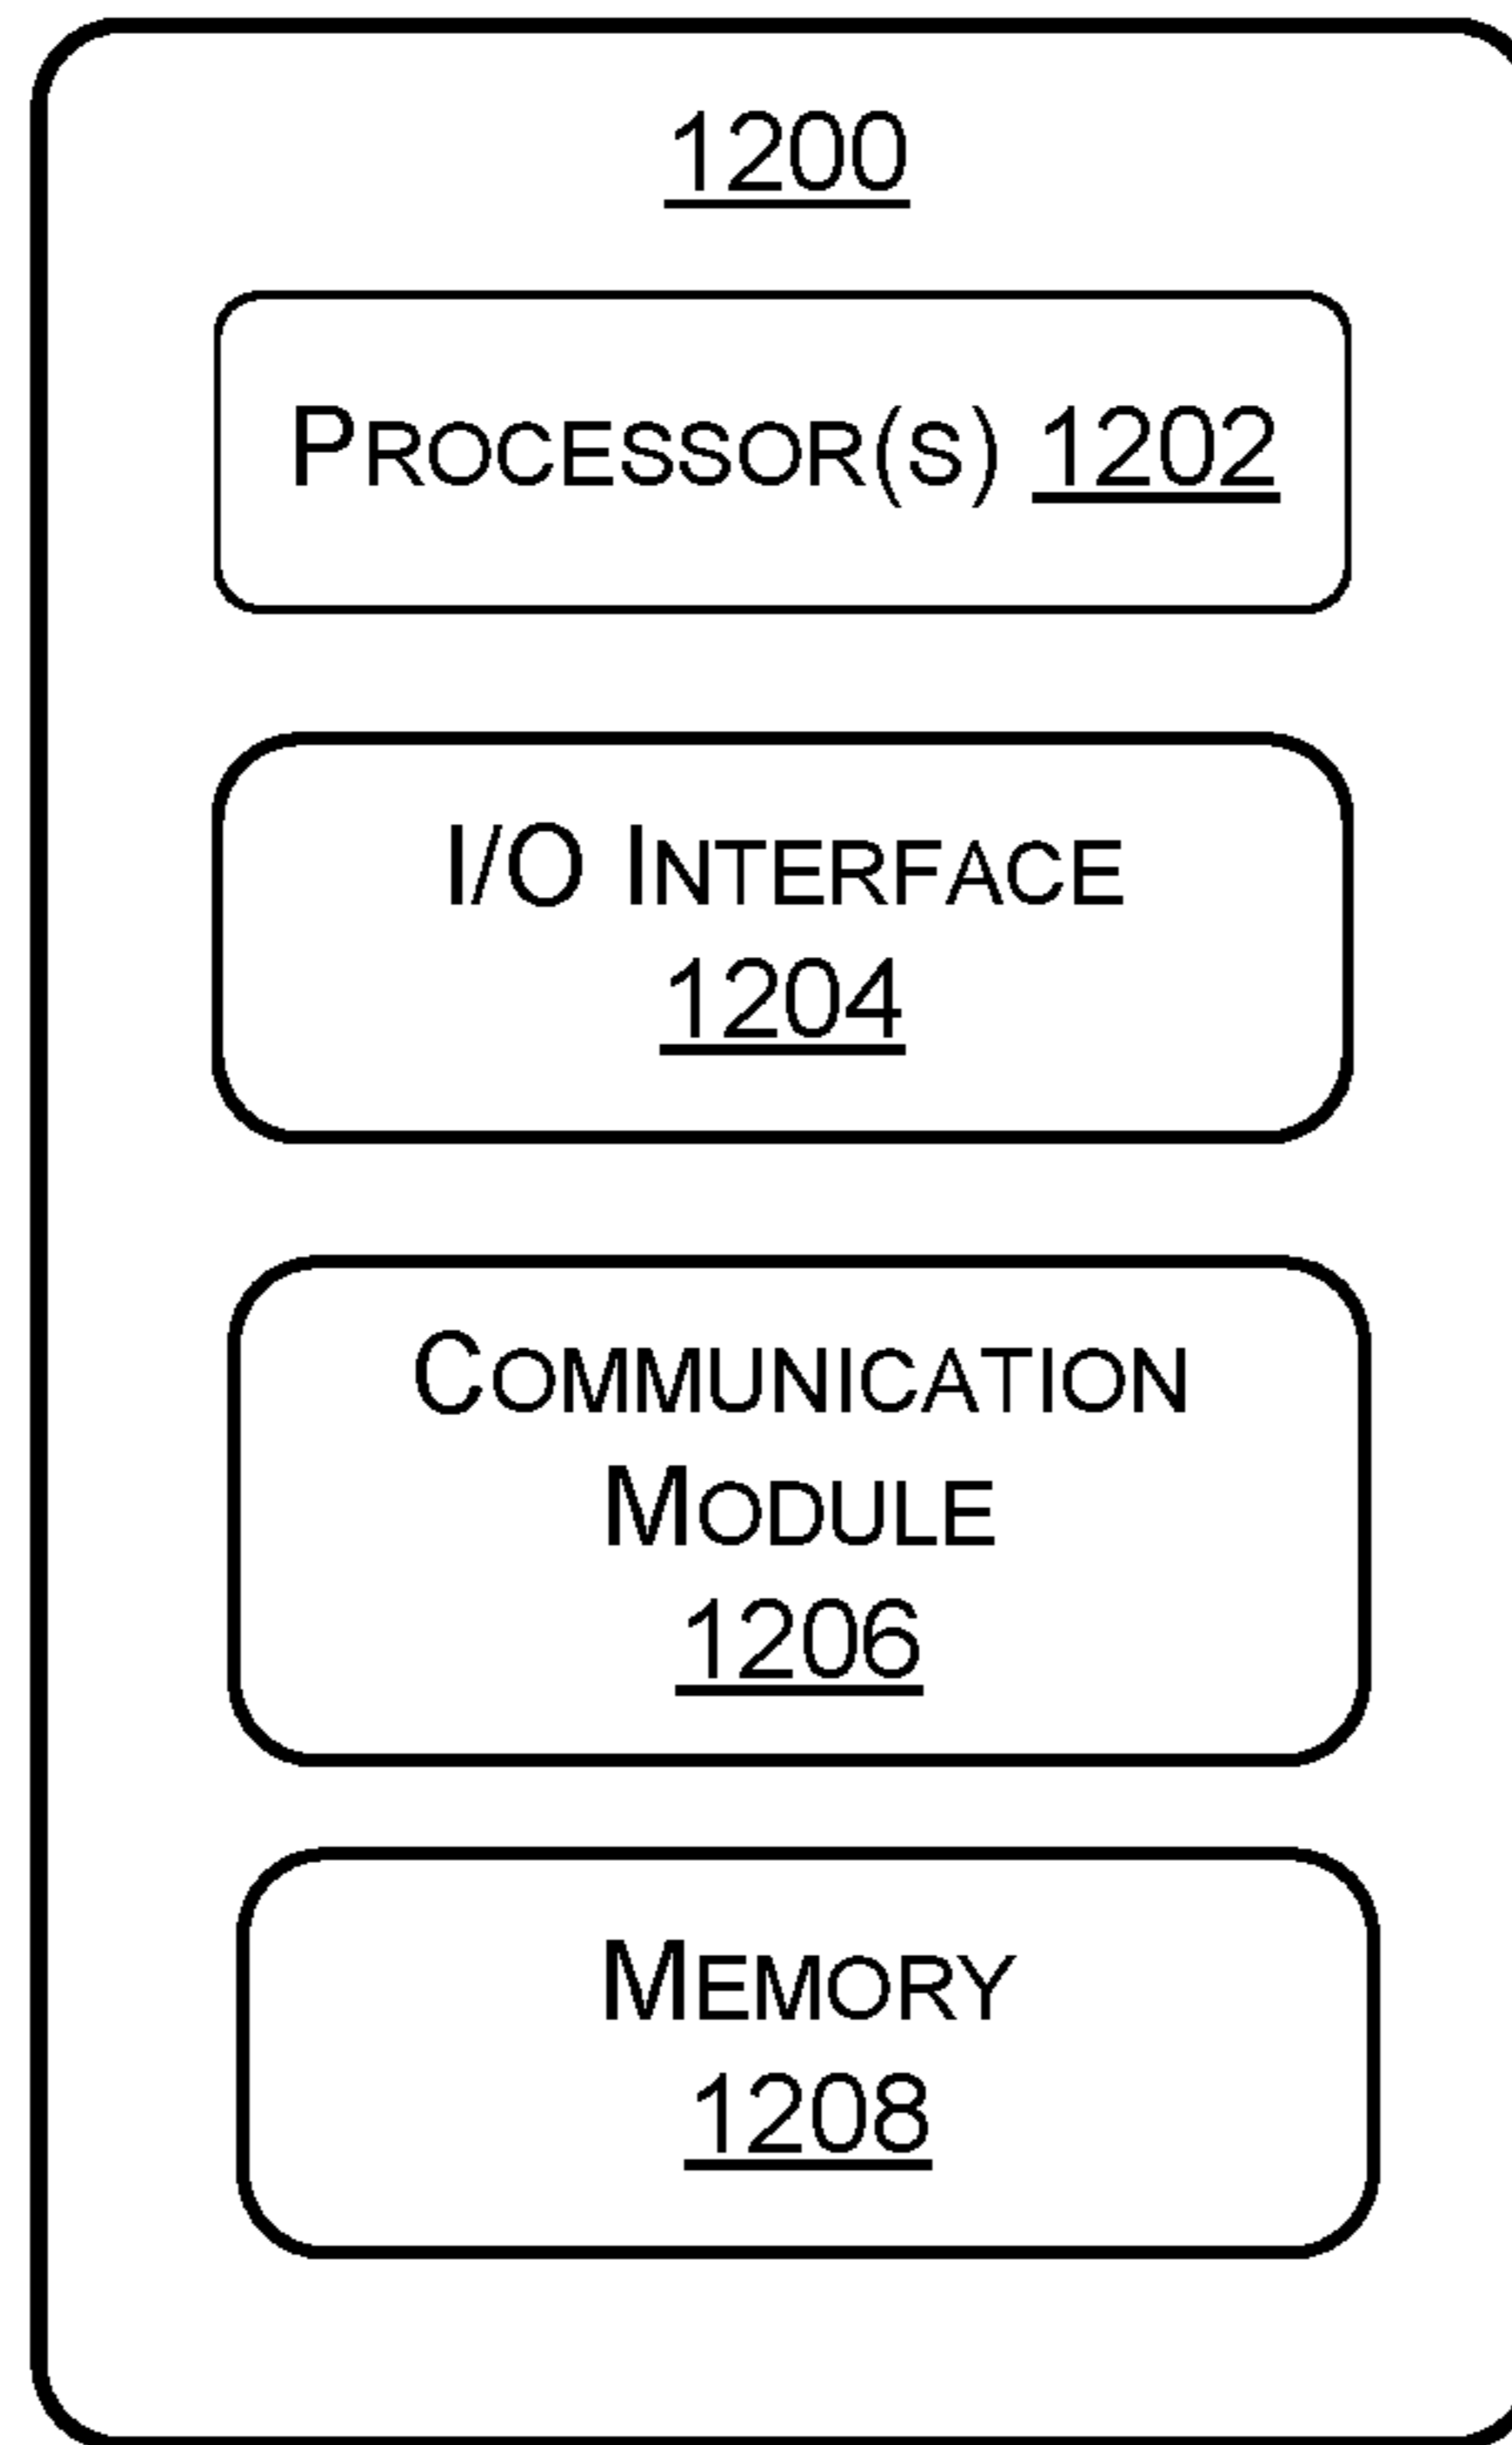 1200
PROCESSOR(S) 1202
I/O INTERFACE
1204
COMMUNICATION
MODULE
1206
MEMORY
1208